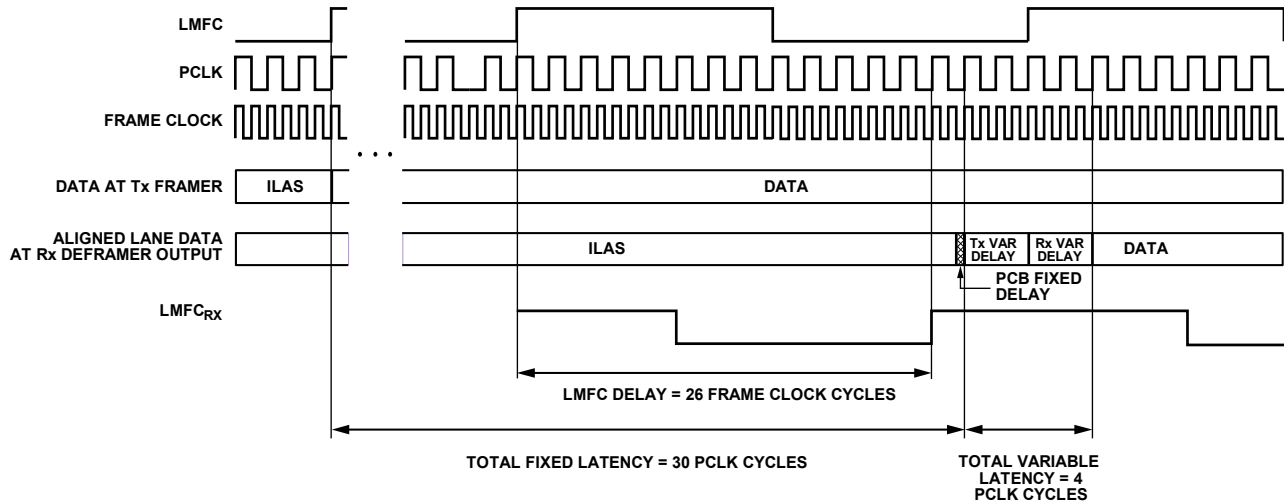 LMFC
PCLK
FRAME CLOCK
. . .
DATA AT Tx FRAMER
ILAS
DATA
ALIGNED LANE DATA
AT Rx DEFRAMER OUTPUT
ILAS
Tx VAR
DELAY
Rx VAR
DELAY
DATA
PCB FIXED
DELAY
LMFCRX
LMFC DELAY = 26 FRAME CLOCK CYCLES
TOTAL FIXED LATENCY = 30 PCLK CYCLES
TOTAL VARIABLE
LATENCY = 4
PCLK CYCLES